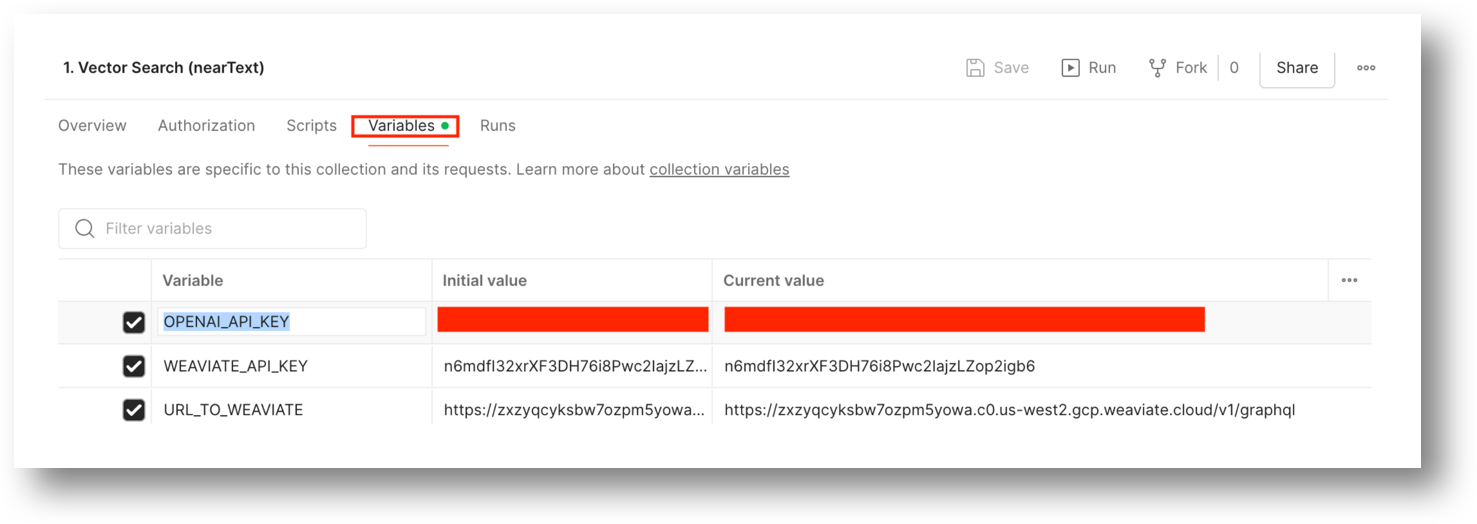 1. Vector Search (nearText) Save Run Fork 0 Share
Overview Authorization Scripts Variables Runs
These variables are specific to this collection and its requests. Learn more about collection variables
Filter variables
Variable Initial value Current value
OPENAI_API_KEY
WEAVIATE_API_KEY n6mdfI32xrXF3DH76i8Pwc2IajzLZ... n6mdfI32xrXF3DH76i8Pwc2IajzLZop2igb6
URL_TO_WEAVIATE https://zxzyqcyksbw7ozpm5yowa... https://zxzyqcyksbw7ozpm5yowa.c0.us-west2.gcp.weaviate.cloud/v1/graphql